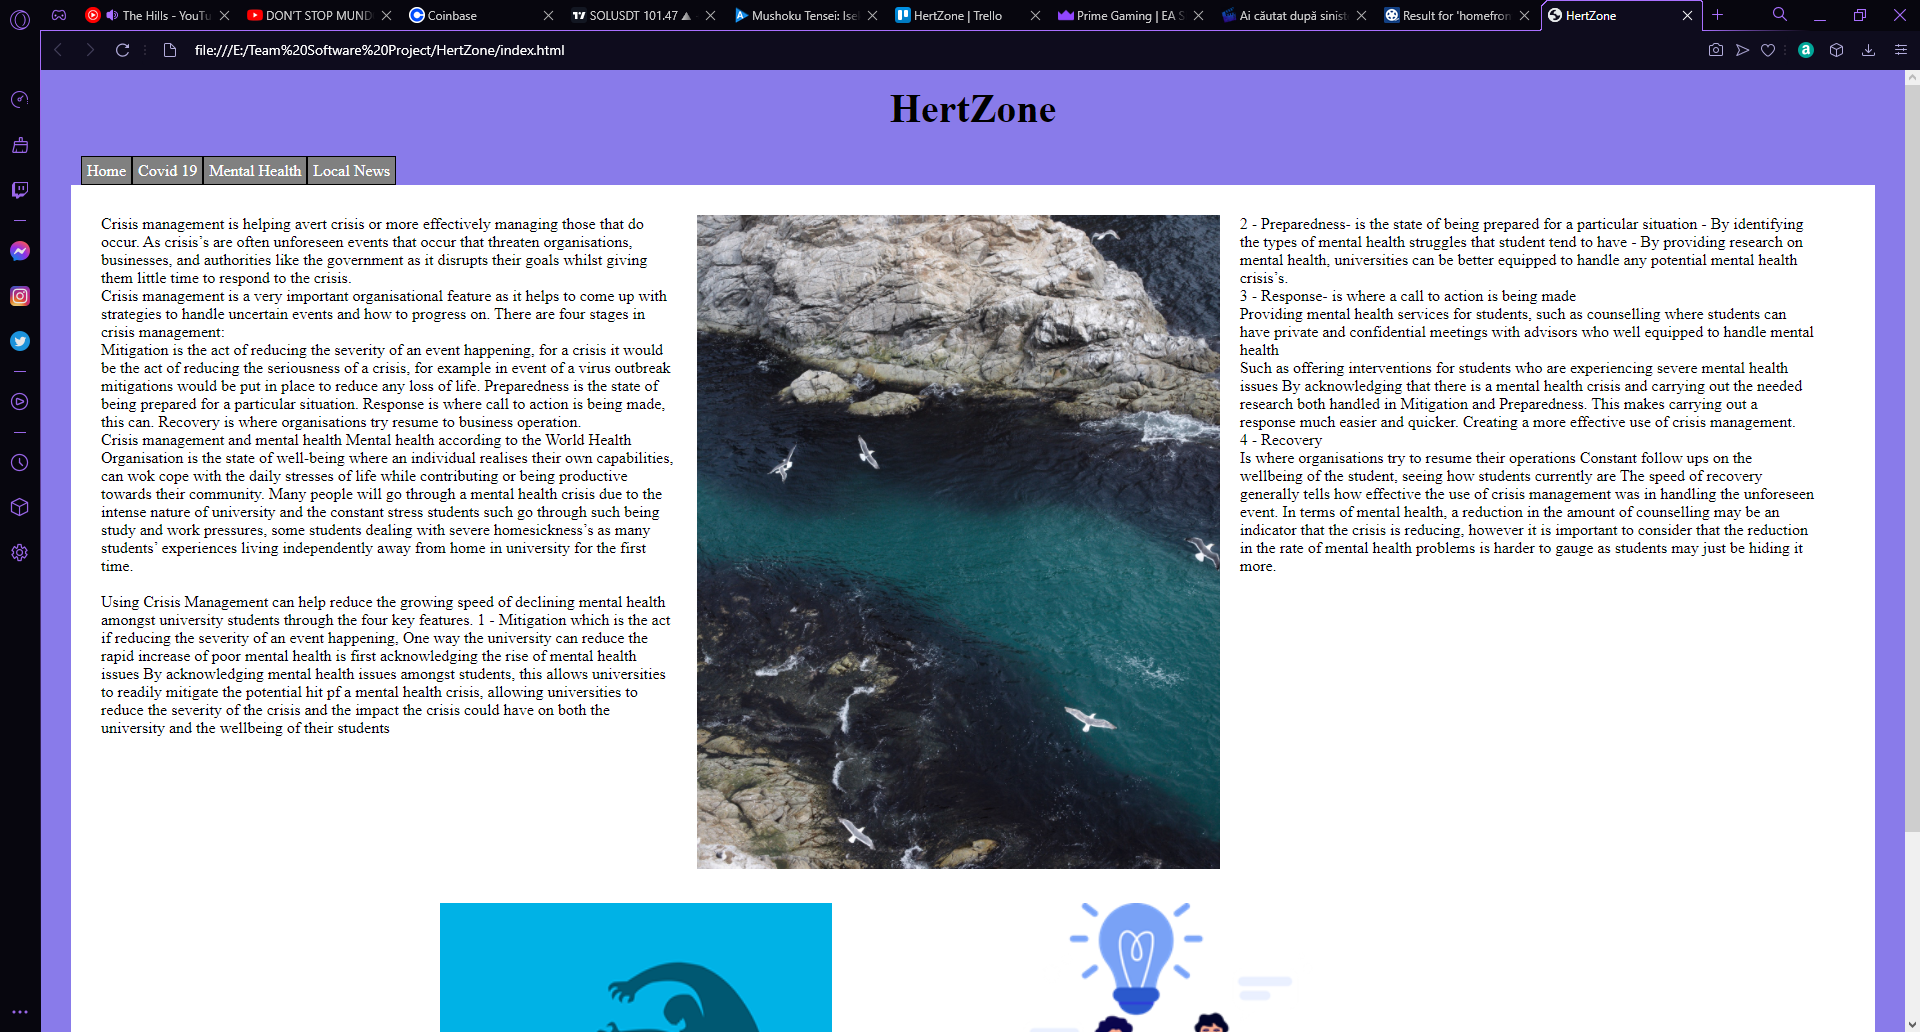 The Hills - YouTu
DON'T STOP MUND
Coinbase
SOLUSDT 101.47 ▲
Mushoku Tensei: Isek
HertZone | Trello
Prime Gaming | EA S
Ai căutat după sinist
Result for 'homefron
HertZone
file:///E:/Team%20Software%20Project/HertZone/index.html
HertZone
Home
Covid 19
Mental Health
Local News
Crisis management is helping avert crisis or more effectively managing those that do
occur. As crisis’s are often unforeseen events that occur that threaten organisations,
businesses, and authorities like the government as it disrupts their goals whilst giving
them little time to respond to the crisis.
Crisis management is a very important organisational feature as it helps to come up with
strategies to handle uncertain events and how to progress on. There are four stages in
crisis management:
Mitigation is the act of reducing the severity of an event happening, for a crisis it would
be the act of reducing the seriousness of a crisis, for example in event of a virus outbreak
mitigations would be put in place to reduce any loss of life. Preparedness is the state of
being prepared for a particular situation. Response is where call to action is being made,
this can. Recovery is where organisations try resume to business operation.
Crisis management and mental health Mental health according to the World Health
Organisation is the state of well-being where an individual realises their own capabilities,
can wok cope with the daily stresses of life while contributing or being productive
towards their community. Many people will go through a mental health crisis due to the
intense nature of university and the constant stress students such go through such being
study and work pressures, some students dealing with severe homesickness’s as many
students’ experiences living independently away from home in university for the first
time.
Using Crisis Management can help reduce the growing speed of declining mental health
amongst university students through the four key features. 1 - Mitigation which is the act
if reducing the severity of an event happening, One way the university can reduce the
rapid increase of poor mental health is first acknowledging the rise of mental health
issues By acknowledging mental health issues amongst students, this allows universities
to readily mitigate the potential hit pf a mental health crisis, allowing universities to
reduce the severity of the crisis and the impact the crisis could have on both the
university and the wellbeing of their students
2 - Preparedness- is the state of being prepared for a particular situation - By identifying
the types of mental health struggles that student tend to have - By providing research on
mental health, universities can be better equipped to handle any potential mental health
crisis’s.
3 - Response- is where a call to action is being made
Providing mental health services for students, such as counselling where students can
have private and confidential meetings with advisors who well equipped to handle mental
health
Such as offering interventions for students who are experiencing severe mental health
issues By acknowledging that there is a mental health crisis and carrying out the needed
research both handled in Mitigation and Preparedness. This makes carrying out a
response much easier and quicker. Creating a more effective use of crisis management.
4 - Recovery
Is where organisations try to resume their operations Constant follow ups on the
wellbeing of the student, seeing how students currently are The speed of recovery
generally tells how effective the use of crisis management was in handling the unforeseen
event. In terms of mental health, a reduction in the amount of counselling may be an
indicator that the crisis is reducing, however it is important to consider that the reduction
in the rate of mental health problems is harder to gauge as students may just be hiding it
more.